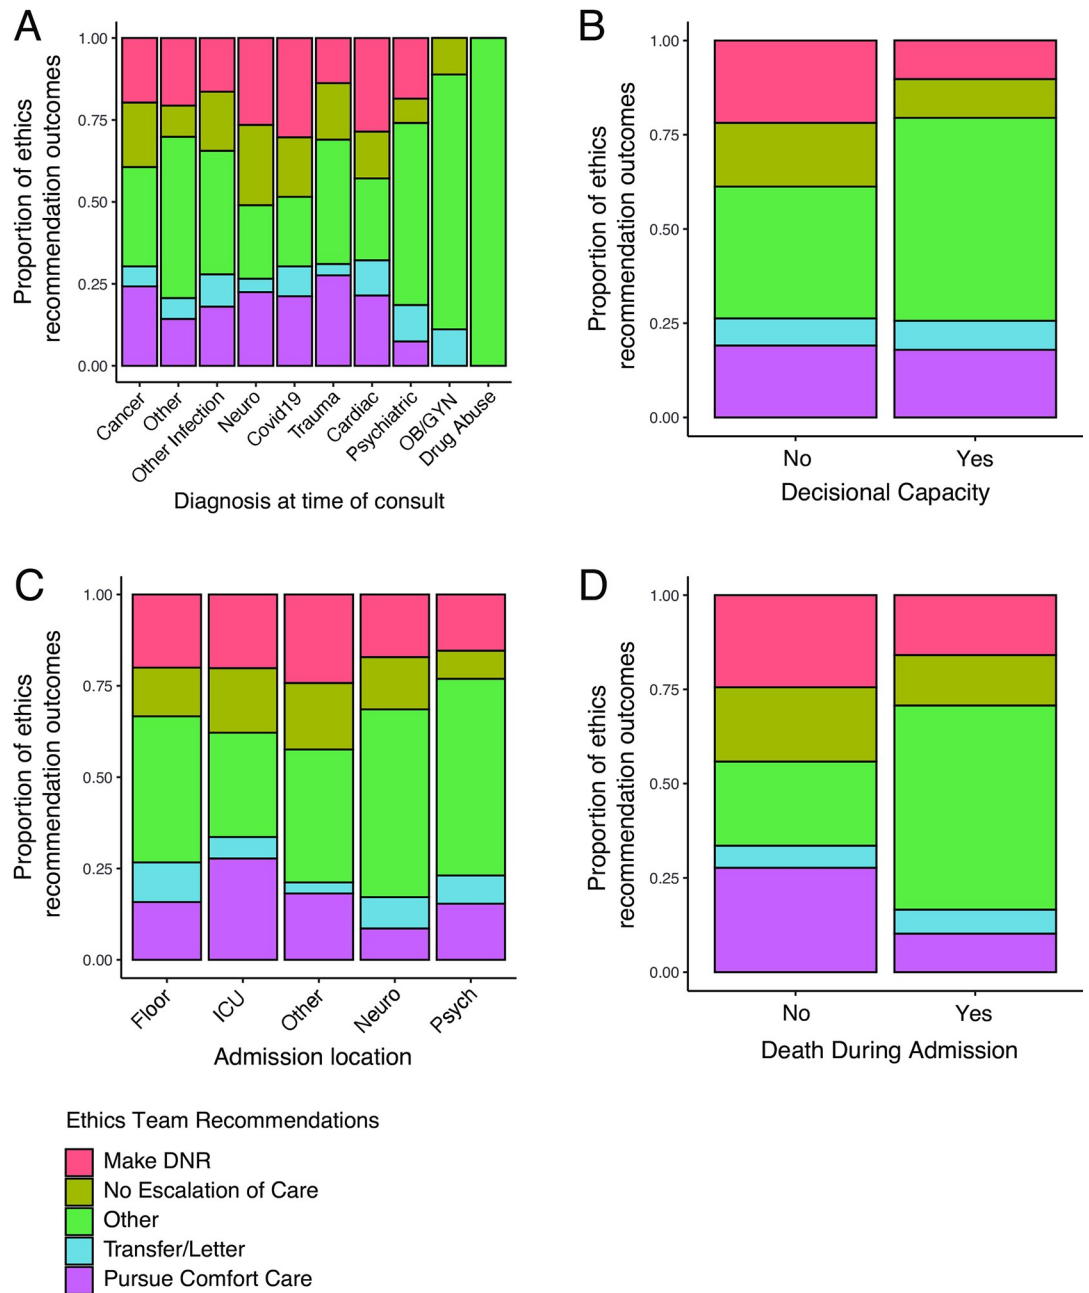 A
Proportion of ethics
recommendation outcomes
1.00
0.75
0.50
0.25
0.00
Cancer
Other
Other Infection
Neuro
Covid19
Trauma
Cardiac
Psychiatric
OB/GYN
Drug Abuse
Diagnosis at time of consult
B
Proportion of ethics
recommendation outcomes
1.00
0.75
0.50
0.25
0.00
No
Yes
Decisional Capacity
C
Proportion of ethics
recommendation outcomes
1.00
0.75
0.50
0.25
0.00
Floor
ICU
Other
Neuro
Psych
Admission location
D
Proportion of ethics
recommendation outcomes
1.00
0.75
0.50
0.25
0.00
No
Yes
Death During Admission
Ethics Team Recommendations
Make DNR
No Escalation of Care
Other
Transfer/Letter
Pursue Comfort Care